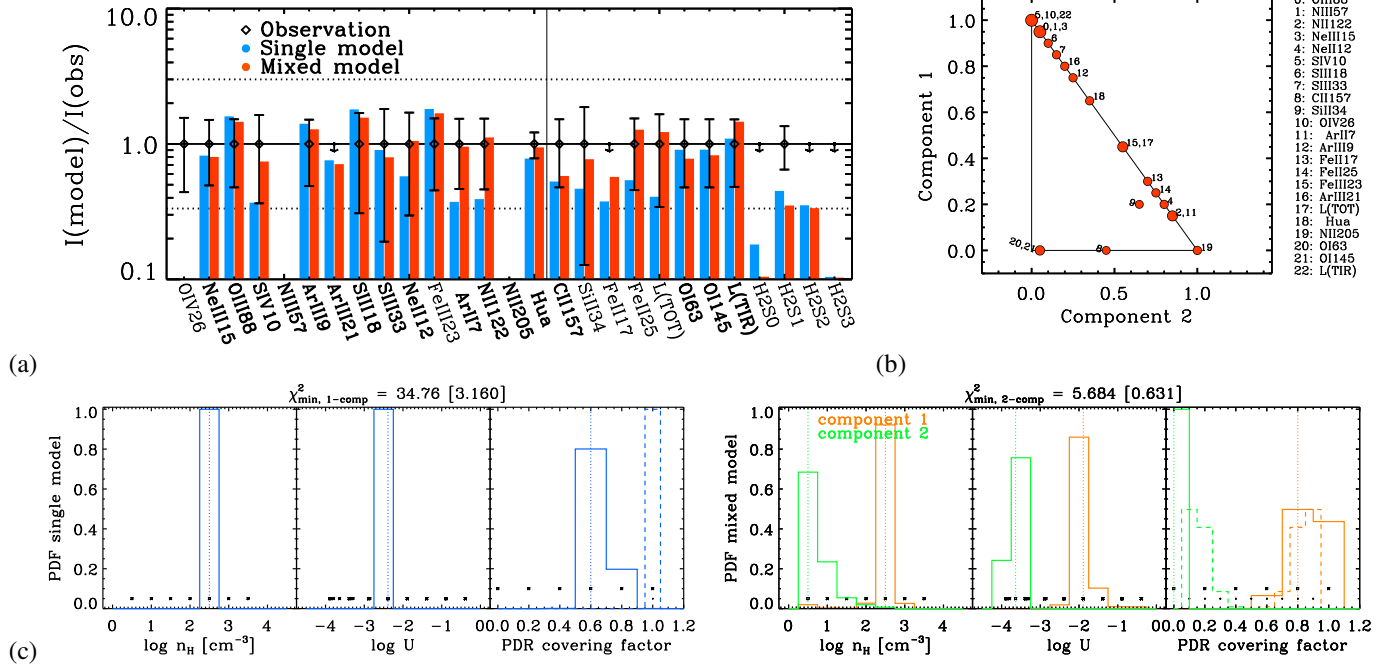 10.0
1.0
0.1
I(model)/I(obs)
Observation
Single model
Mixed model
OIV26
NeIII15
OIII88
SIV10
NIII57
ArIII9
ArIII21
SIII18
SIII33
NeII12
FeIII23
ArII7
NII122
NII205
Hua
CII157
SiII34
FeII17
FeII25
L(TOT)
OI63
OI145
L(TIR)
H2S0
H2S1
H2S2
H2S3
(a)
1.0
0.8
0.6
0.4
0.2
0.0
Component 1
5,10,22
0,1,3
6
7
16
12
18
15,17
13
14
9
4
2,11
20,21
8
19
0.0
0.5
1.0
Component 2
1: NIII57
2: NII122
3: NeIII15
4: NeII12
5: SIV10
6: SIII18
7: SIII33
8: CII157
9: SiII34
10: OIV26
11: ArII7
12: ArIII9
13: FeII17
14: FeII25
15: FeIII23
16: ArIII21
17: L(TOT)
18: Hua
19: NII205
20: OI63
21: OI145
22: L(TIR)
(b)
χ²min, 1-comp = 34.76 [3.160]
1.0
0.8
0.6
0.4
0.2
0.0
PDF single model
0 1 2 3 4
log nH [cm⁻³]
-4 -3 -2 -1 0
log U
0.0 0.2 0.4 0.6 0.8 1.0 1.2
PDR covering factor
χ²min, 2-comp = 5.684 [0.631]
1.0
0.8
0.6
0.4
0.2
0.0
PDF mixed model
component 1
component 2
0 1 2 3 4
log nH [cm⁻³]
-4 -3 -2 -1 0
log U
0.0 0.2 0.4 0.6 0.8 1.0 1.2
PDR covering factor
(c)